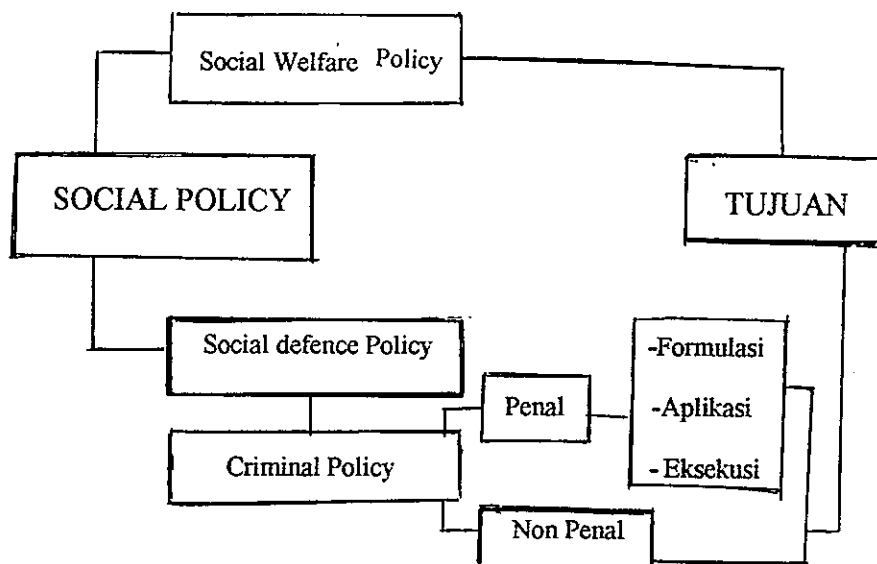 Social Welfare Policy
SOCIAL POLICY
TUJUAN
Social defence Policy
Criminal Policy
Penal
-Formulasi
-Aplikasi
- Eksekusi
Non Penal